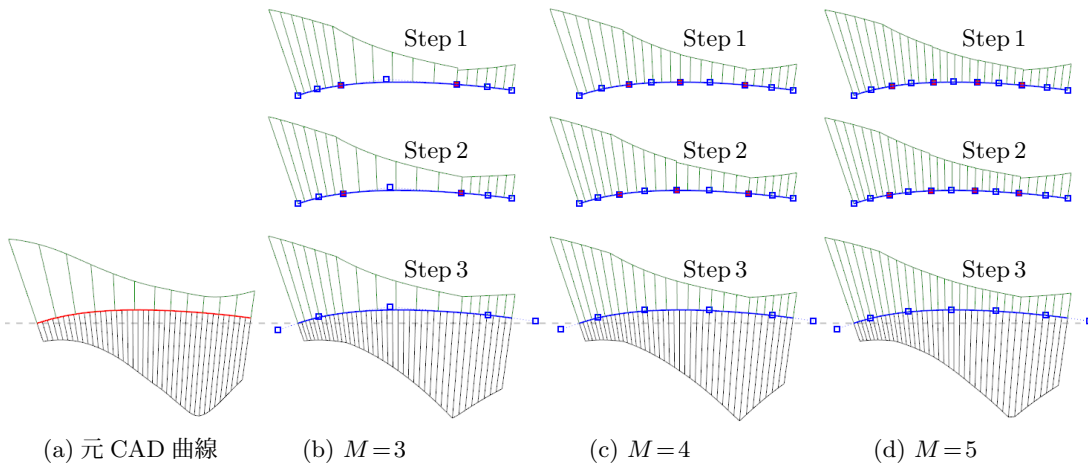 Step 1
Step 1
Step 1
Step 2
Step 2
Step 2
Step 3
Step 3
Step 3
(a) 元 CAD 曲線
(b) M=3
(c) M=4
(d) M=5